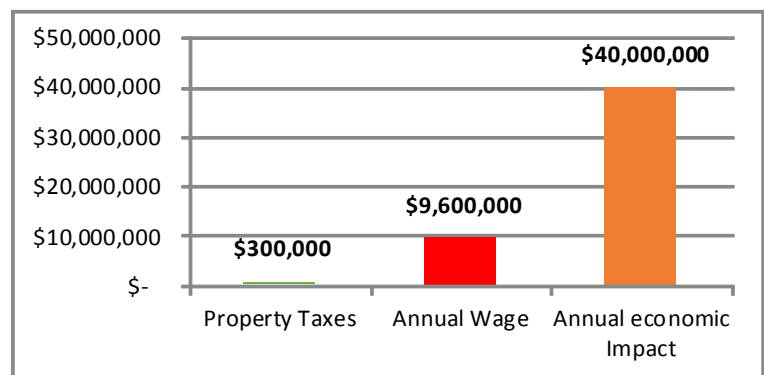 $50,000,000
$40,000,000
$30,000,000
$20,000,000
$10,000,000
$-
$300,000
$9,600,000
$40,000,000
Property Taxes
Annual Wage
Annual economic
Impact